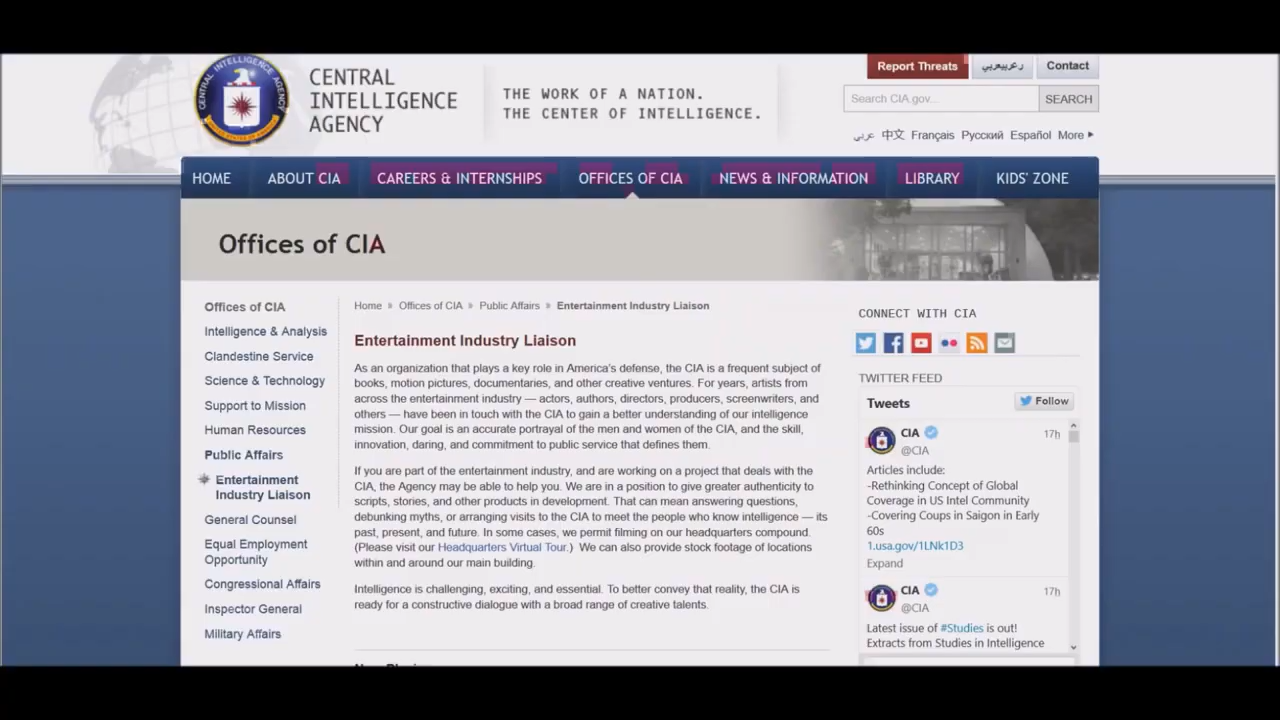 CENTRAL INTELLIGENCE AGENCY
UNITED STATES OF AMERICA
CENTRAL
INTELLIGENCE
AGENCY
THE WORK OF A NATION.
THE CENTER OF INTELLIGENCE.
Report Threats
Contact
Search CIA.gov...
SEARCH
عربي 中文 Français Русский Español More
HOME ABOUT CIA CAREERS & INTERNSHIPS OFFICES OF CIA NEWS & INFORMATION LIBRARY KIDS' ZONE
Offices of CIA
Offices of CIA
Intelligence & Analysis
Clandestine Service
Science & Technology
Support to Mission
Human Resources
Public Affairs
Entertainment
Industry Liaison
General Counsel
Equal Employment
Opportunity
Congressional Affairs
Inspector General
Military Affairs
Home » Offices of CIA » Public Affairs » Entertainment Industry Liaison
Entertainment Industry Liaison
As an organization that plays a key role in America's defense, the CIA is a frequent subject of
books, motion pictures, documentaries, and other creative ventures. For years, artists from
across the entertainment industry — actors, authors, directors, producers, screenwriters, and
others — have been in touch with the CIA to gain a better understanding of our intelligence
mission. Our goal is an accurate portrayal of the men and women of the CIA, and the skill,
innovation, daring, and commitment to public service that defines them.
If you are part of the entertainment industry, and are working on a project that deals with the
CIA, the Agency may be able to help you. We are in a position to give greater authenticity to
scripts, stories, and other products in development. That can mean answering questions,
debunking myths, or arranging visits to the CIA to meet the people who know intelligence — its
past, present, and future. In some cases, we permit filming on our headquarters compound.
(Please visit our Headquarters Virtual Tour.) We can also provide stock footage of locations
within and around our main building.
Intelligence is challenging, exciting, and essential. To better convey that reality, the CIA is
ready for a constructive dialogue with a broad range of creative talents.
CONNECT WITH CIA
TWITTER FEED
Tweets
Follow
CIA 17h
@CIA
Articles include:
-Rethinking Concept of Global
Coverage in US Intel Community
-Covering Coups in Saigon in Early
60s
1.usa.gov/1LNk1D3
Expand
CIA 17h
@CIA
Latest issue of #Studies is out!
Extracts from Studies in Intelligence